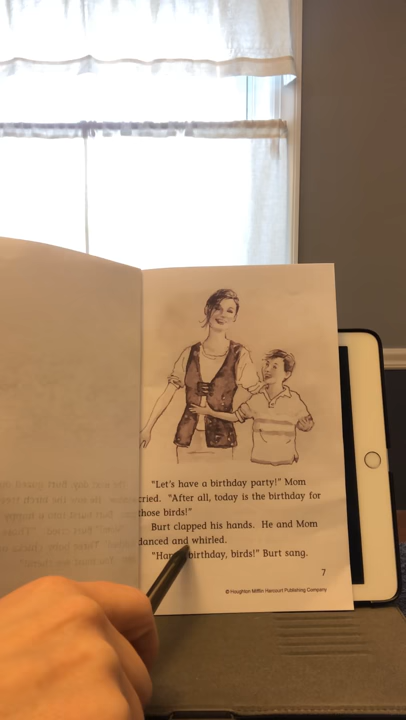 "Let's have a birthday party!" Mom
cried. "After all, today is the birthday for
those birds!"
Burt clapped his hands. He and Mom
danced and whirled.
"Happy birthday, birds!" Burt sang.
7
© Houghton Mifflin Harcourt Publishing Company